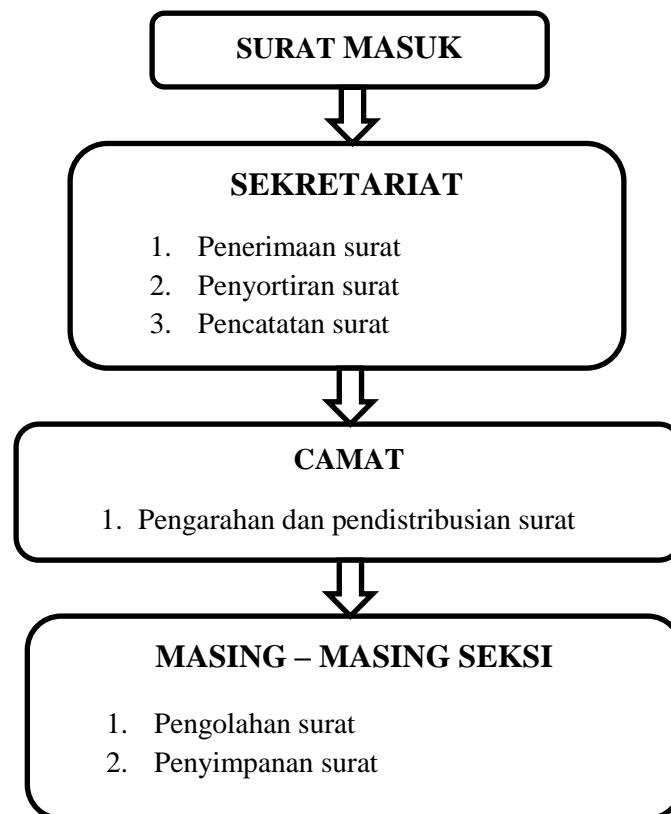 SURAT MASUK
SEKRETARIAT
1. Penerimaan surat
2. Penyortiran surat
3. Pencatatan surat
CAMAT
1. Pengarahan dan pendistribusian surat
MASING – MASING SEKSI
1. Pengolahan surat
2. Penyimpanan surat